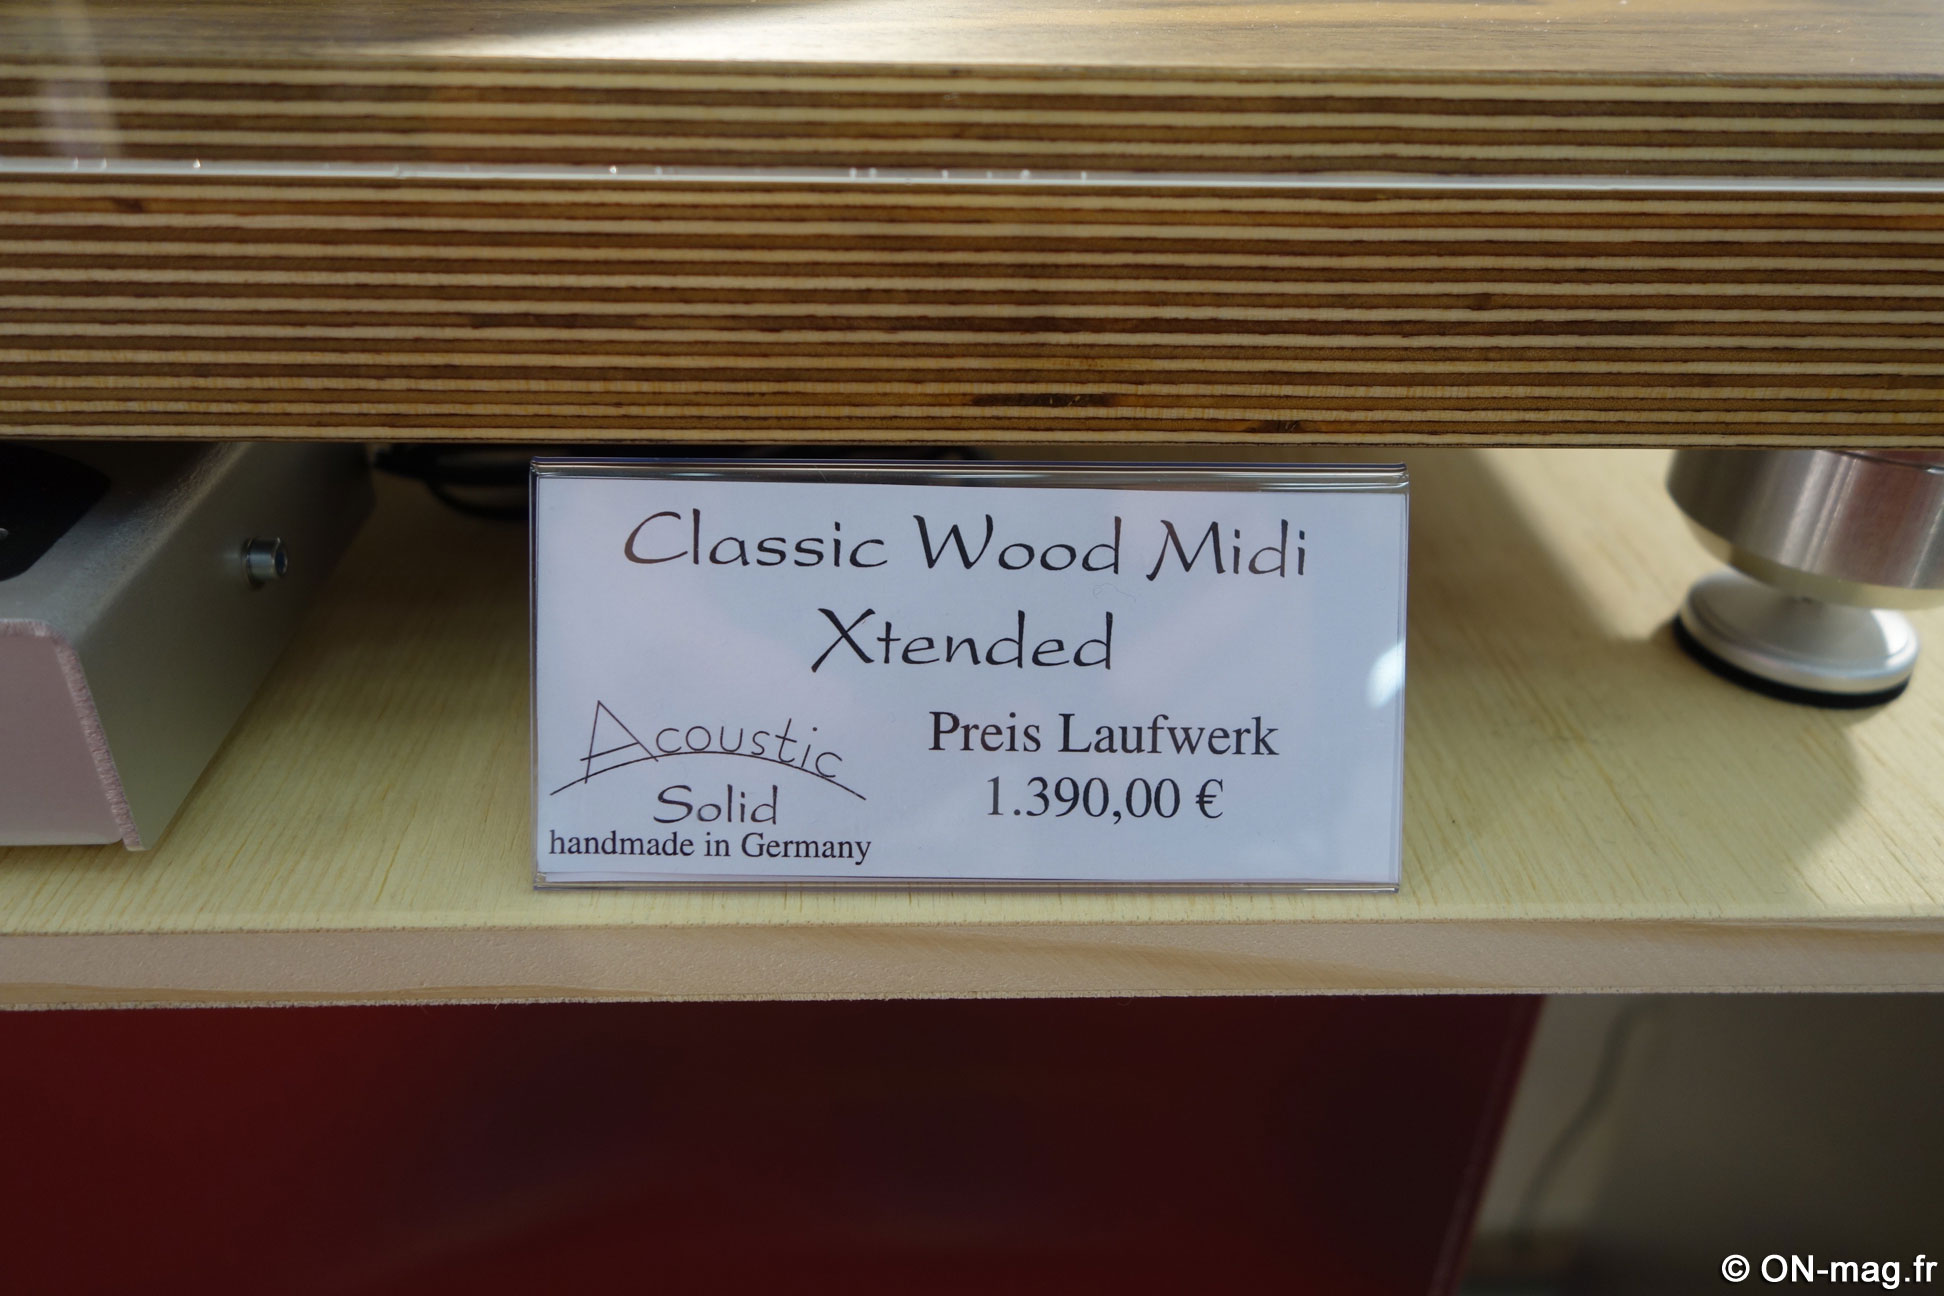 Classic Wood Midi
Xtended
Acoustic
Solid
handmade in Germany
Preis Laufwerk
1.390,00 €
© ON-mag.fr